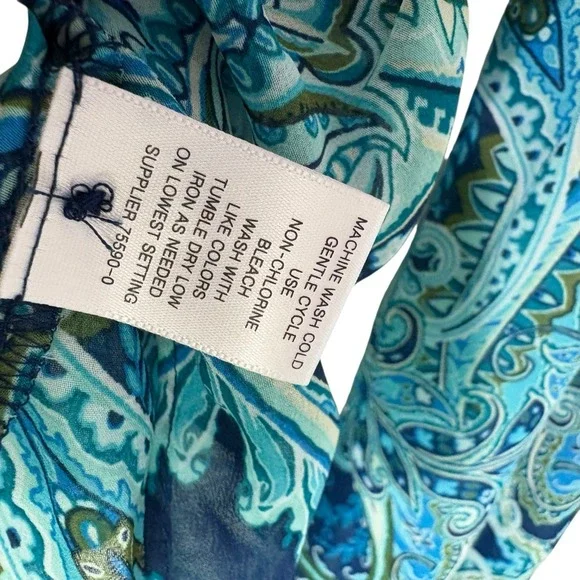 MACHINE WASH COLD
GENTLE CYCLE
USE
NON-CHLORINE
BLEACH
WASH WITH
LIKE COLORS
TUMBLE DRY LOW
IRON AS NEEDED
ON LOWEST SETTING
SUPPLIER 75590-0